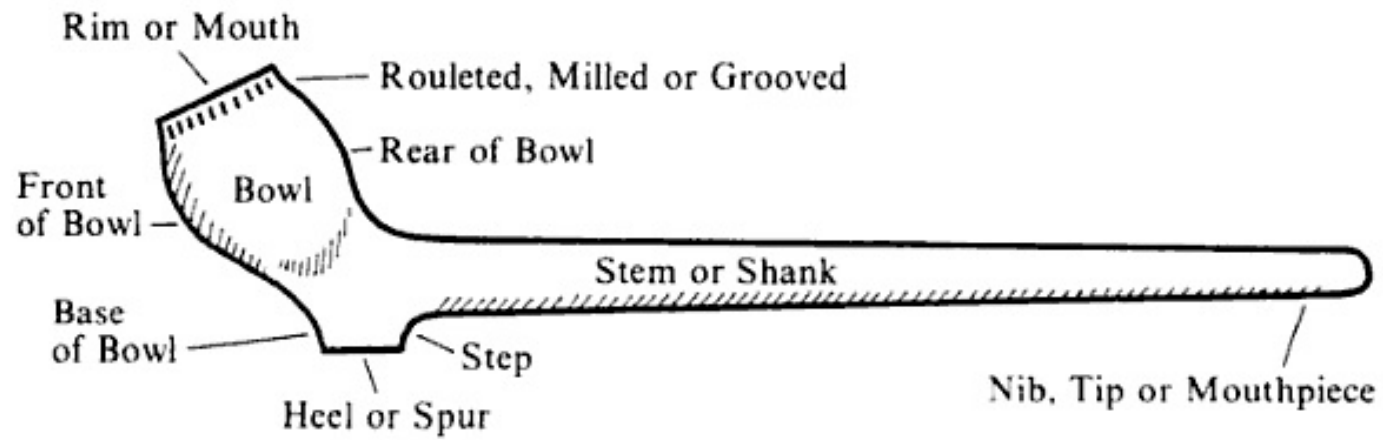 Rim or Mouth
Rouleted, Milled or Grooved
Rear of Bowl
Bowl
Front
of Bowl
Stem or Shank
Base
of Bowl
Step
Nib, Tip or Mouthpiece
Heel or Spur